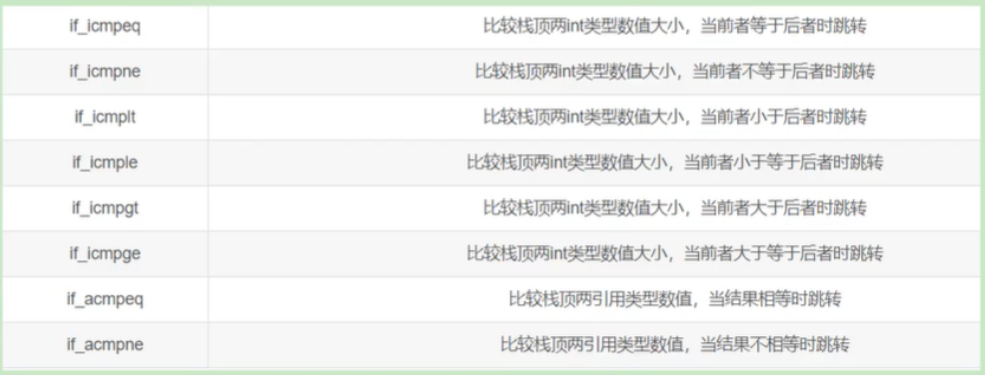 if_icmpeq 比较栈顶两int类型数值大小，当前者等于后者时跳转
if_icmpne 比较栈顶两int类型数值大小，当前者不等于后者时跳转
if_icmplt 比较栈顶两int类型数值大小，当前者小于后者时跳转
if_icmple 比较栈顶两int类型数值大小，当前者小于等于后者时跳转
if_icmpgt 比较栈顶两int类型数值大小，当前者大于后者时跳转
if_icmpge 比较栈顶两int类型数值大小，当前者大于等于后者时跳转
if_acmpeq 比较栈顶两引用类型数值，当结果相等时跳转
if_acmpne 比较栈顶两引用类型数值，当结果不相等时跳转